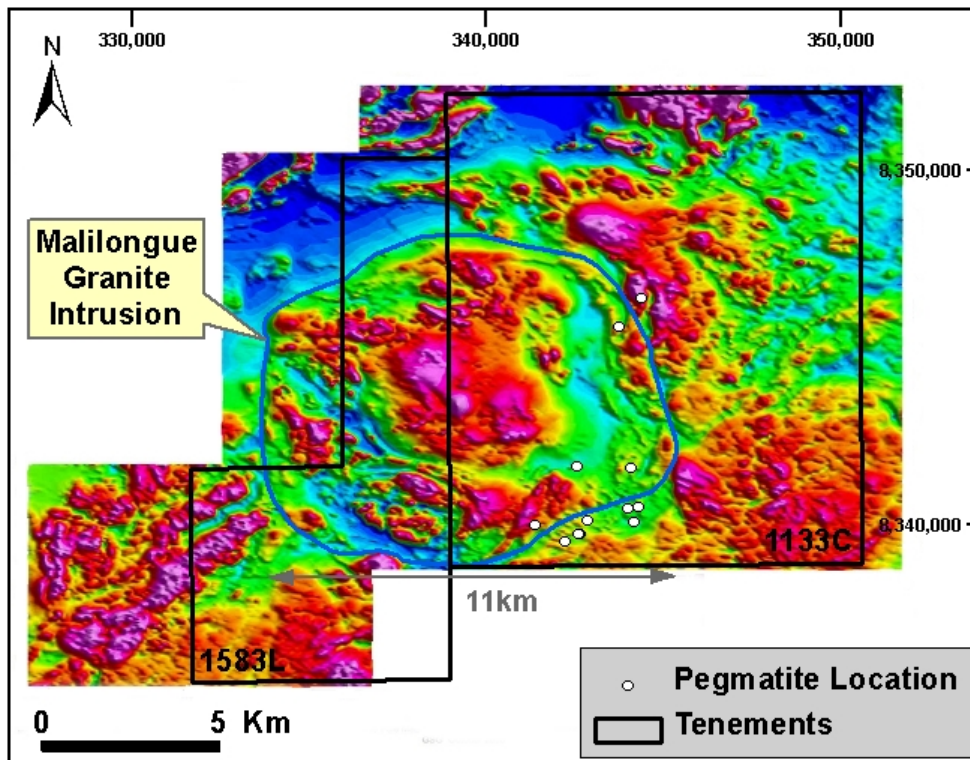 330,000
340,000
350,000
N
8,350,000
Malilongue
Granite
Intrusion
8,340,000
1133C
11km
1583L
Pegmatite Location
Tenements
0 5 Km